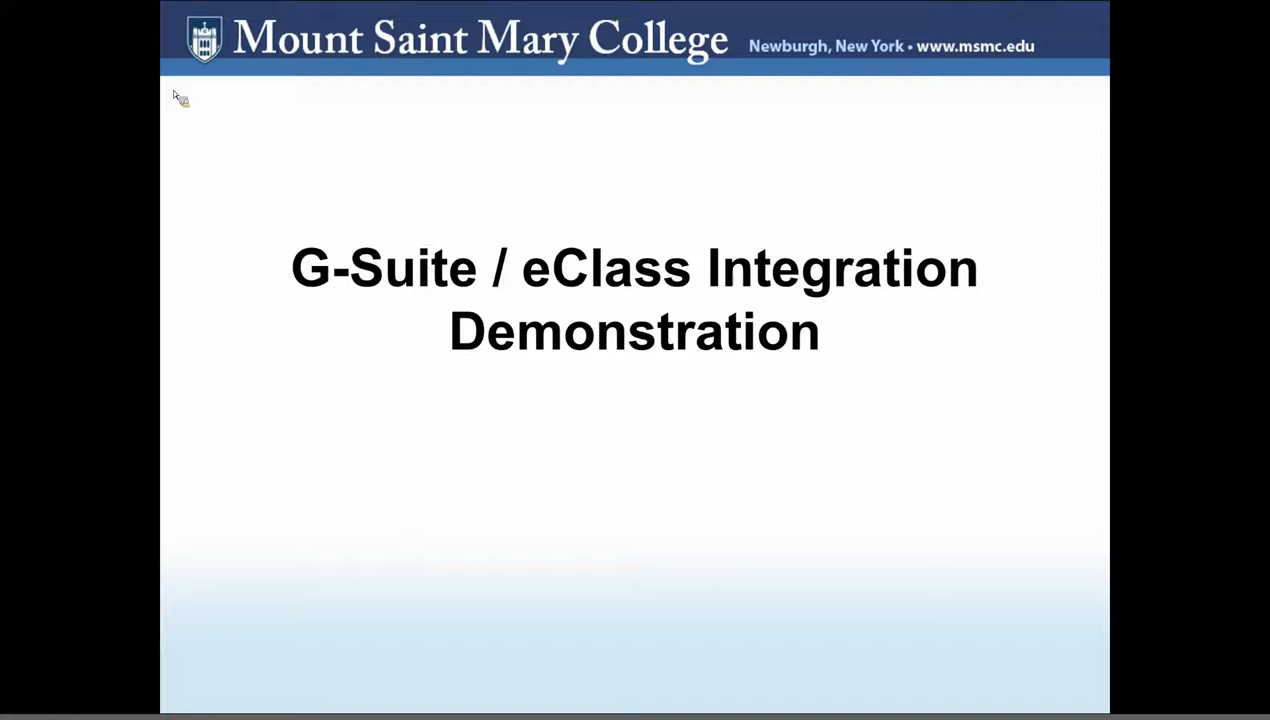 Mount Saint Mary College Newburgh, New York • www.msmc.edu
G-Suite / eClass Integration
Demonstration